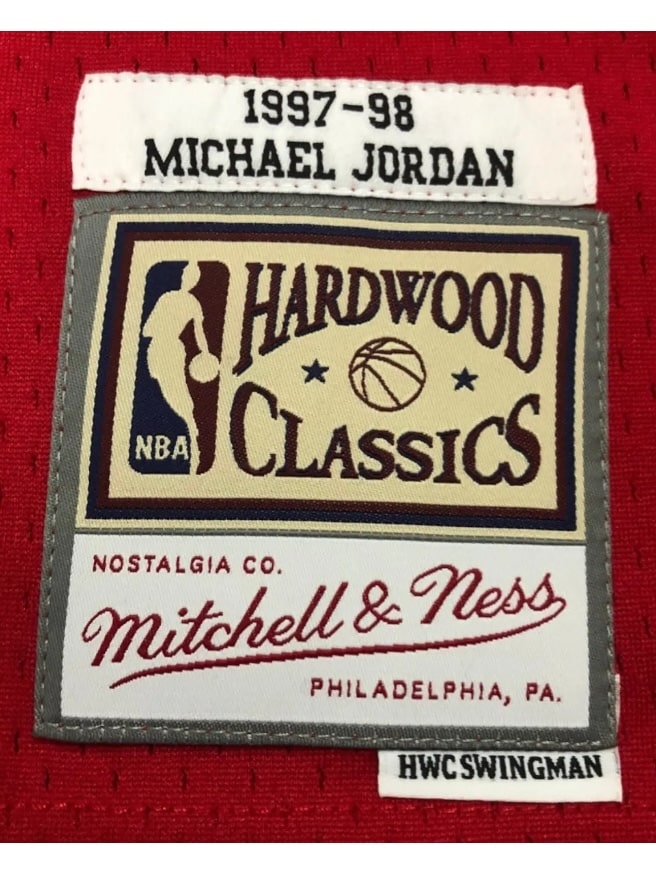 1997-98
MICHAEL JORDAN
HARDWOOD
CLASSICS
NBA
NOSTALGIA CO.
Mitchell & Ness
PHILADELPHIA, PA.
HWC SWINGMAN